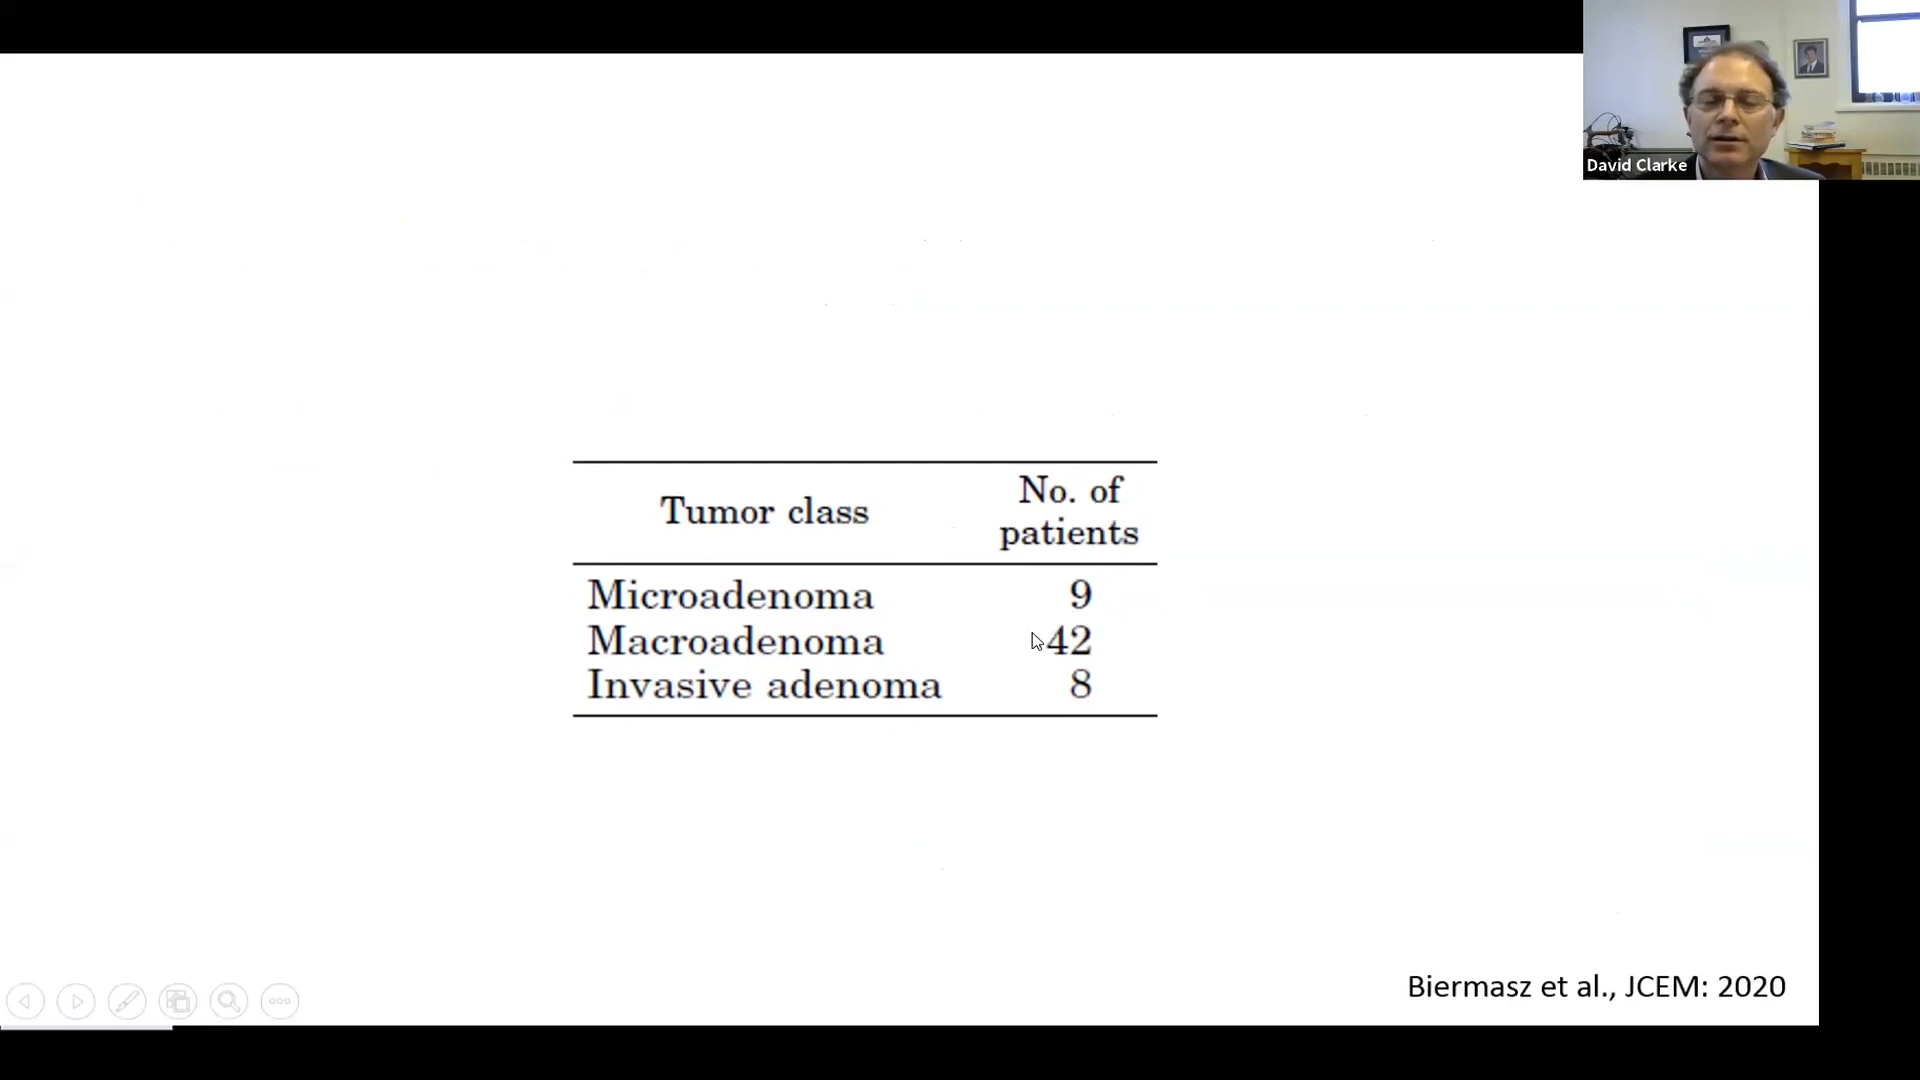 David Clarke
Tumor class
No. of
patients
Microadenoma 9
Macroadenoma 42
Invasive adenoma 8
Biermasz et al., JCEM: 2020